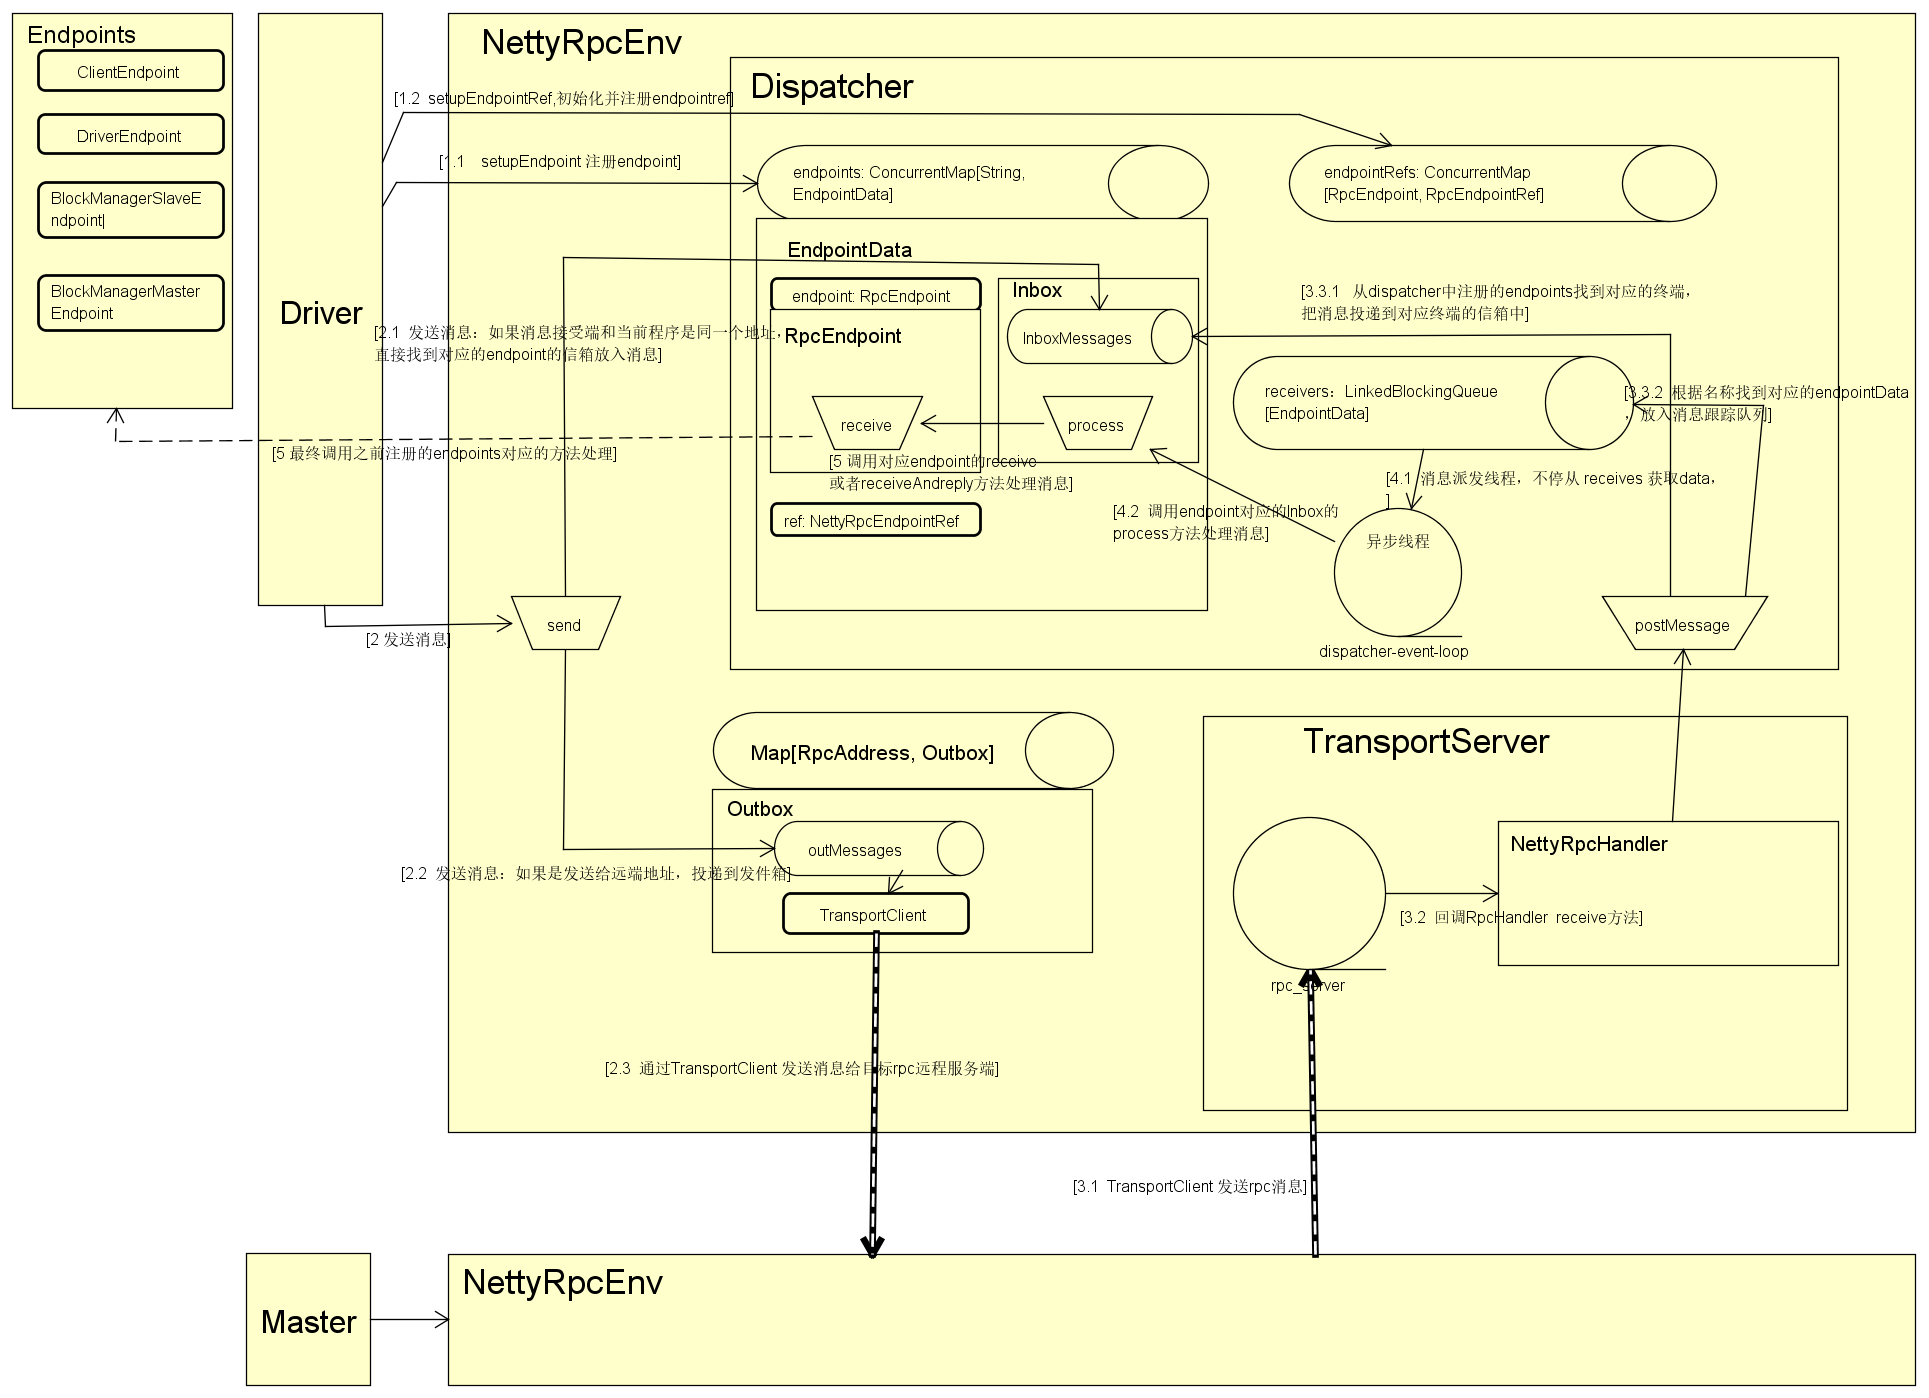 Endpoints
ClientEndpoint
DriverEndpoint
BlockManagerSlaveE
ndpoint|
BlockManagerMaster
Endpoint
Driver
NettyRpcEnv
Dispatcher
[1.2 setupEndpointRef,初始化并注册endpointref]
[1.1 setupEndpoint 注册endpoint]
endpoints: ConcurrentMap[String,
EndpointData]
endpointRefs: ConcurrentMap
[RpcEndpoint, RpcEndpointRef]
EndpointData
endpoint: RpcEndpoint
RpcEndpoint
receive
[5 调用对应endpoint的receive
或者receiveAndreply方法处理消息]
ref: NettyRpcEndpointRef
Inbox
InboxMessages
process
[3.3.1 从dispatcher中注册的endpoints找到对应的终端，
把消息投递到对应终端的信箱中]
receivers：LinkedBlockingQueue
[EndpointData]
[3.3.2 根据名称找到对应的endpointData
，放入消息跟踪队列]
[4.1 消息派发线程，不停从 receives 获取data，
]
[4.2 调用endpoint对应的Inbox的
process方法处理消息]
异步线程
dispatcher-event-loop
postMessage
[2.1 发送消息：如果消息接受端和当前程序是同一个地址，
直接找到对应的endpoint的信箱放入消息]
[5 最终调用之前注册的endpoints对应的方法处理]
send
[2 发送消息]
Map[RpcAddress, Outbox]
Outbox
outMessages
[2.2 发送消息：如果是发送给远端地址，投递到发件箱]
TransportClient
TransportServer
NettyRpcHandler
[3.2 回调RpcHandler receive方法]
rpc_server
[2.3 通过TransportClient 发送消息给目标rpc远程服务端]
[3.1 TransportClient 发送rpc消息]
Master
NettyRpcEnv